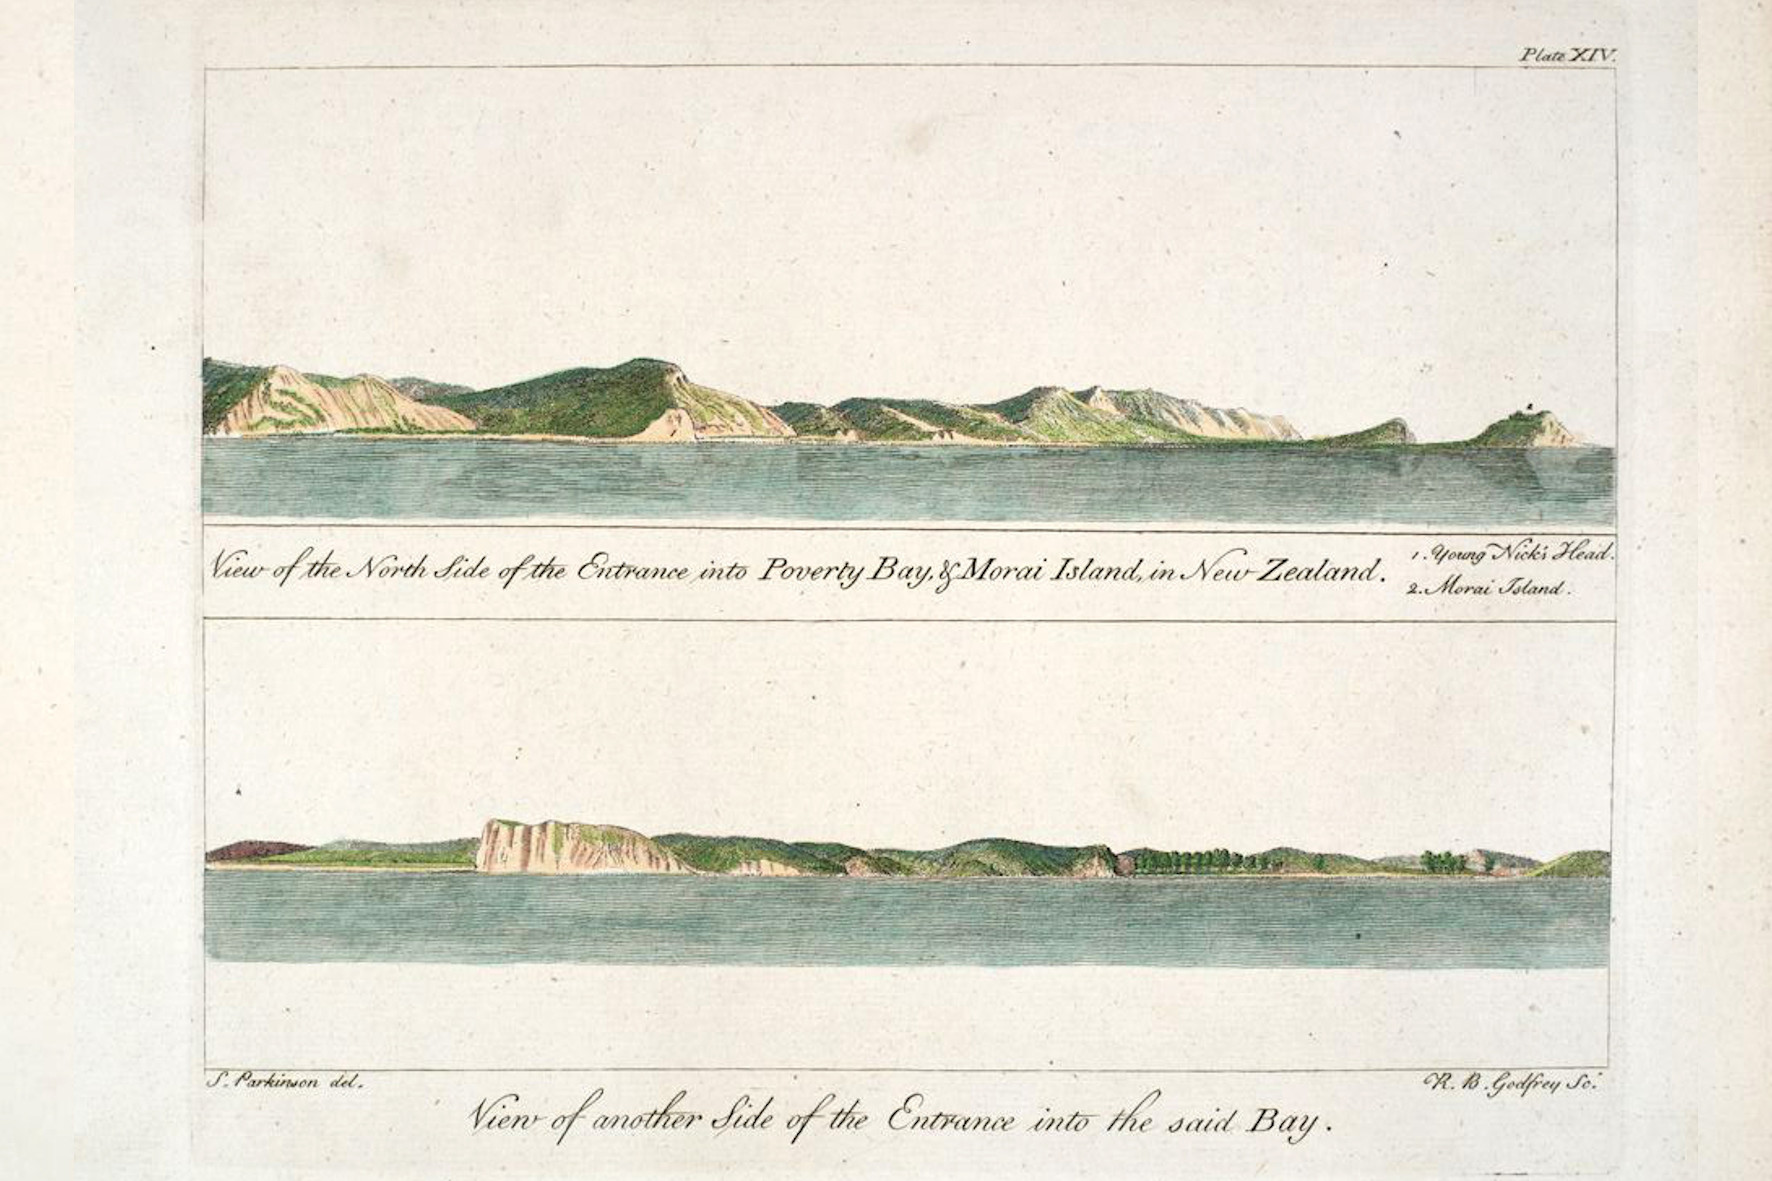 Plate XIV.
2
View of the North Side of the Entrance into Poverty Bay, & Morai Island, in New Zealand.
1. Young Nick's Head.
2. Morai Island.
1
S. Parkinson del.
R. B. Godfrey Sc.
View of another Side of the Entrance into the said Bay.